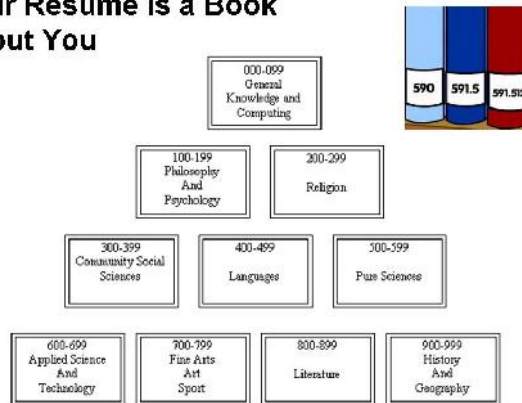 r Resume is a Book
out You
590 591.5 591.51
000-099
General
Knowledge and
Computing
100-199
Philosophy
And
Psychology
200-299
Religion
300-399
Community Social
Sciences
400-499
Languages
500-599
Pure Sciences
600-699
Applied Science
And
Technology
700-799
Fine Arts
Art
Sport
800-899
Literature
900-999
History
And
Geography